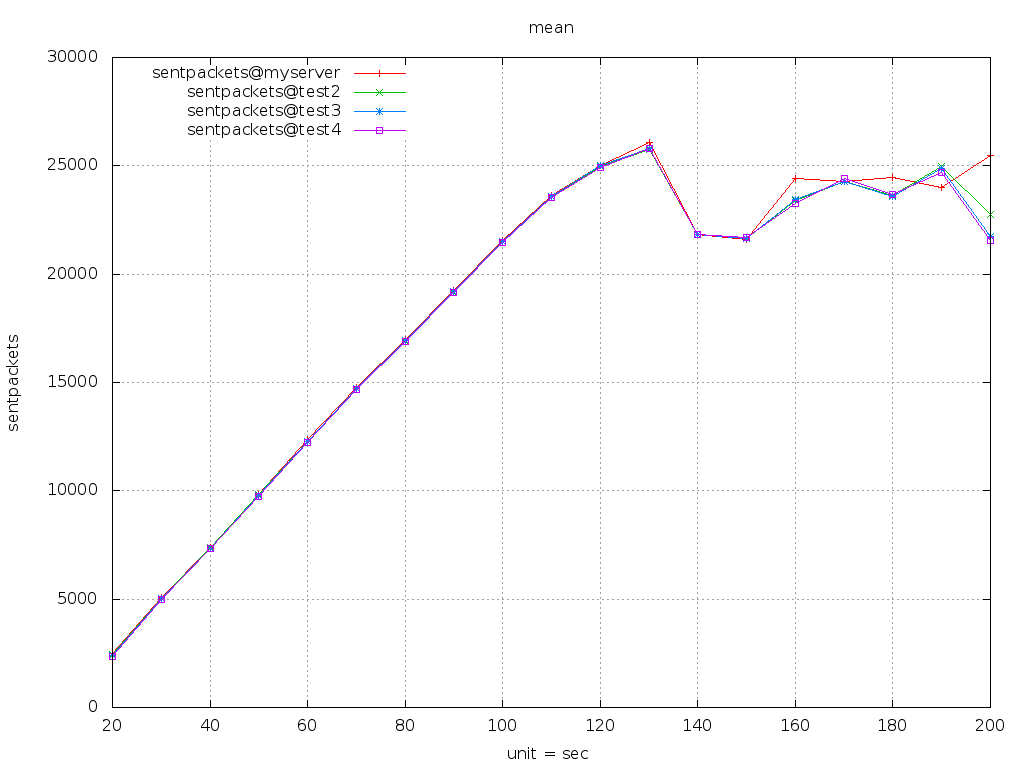 mean
30000
25000
20000
15000
10000
5000
0
sentpackets
sentpackets@myserver
sentpackets@test2
sentpackets@test3
sentpackets@test4
20 40 60 80 100 120 140 160 180 200
unit = sec